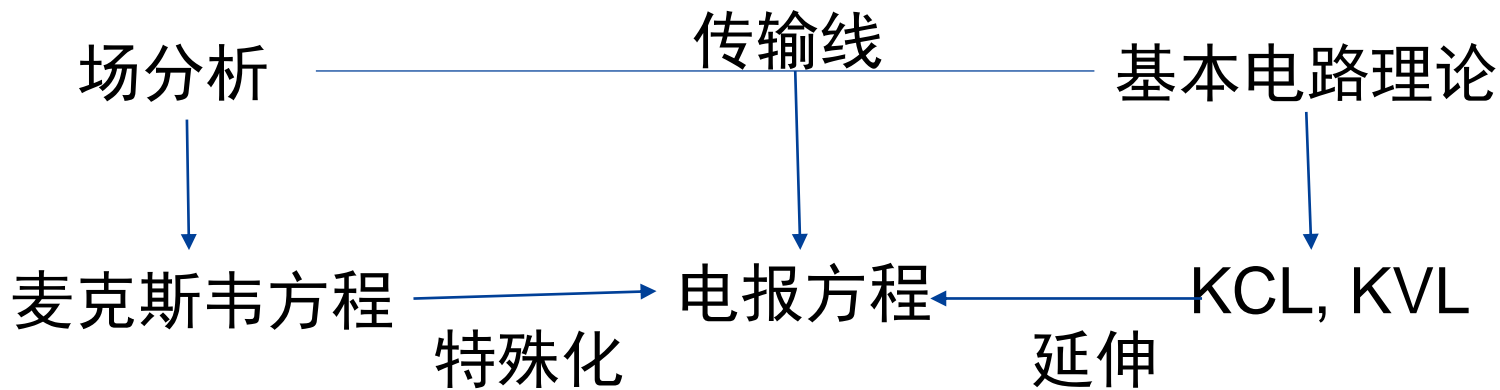 场分析
传输线
基本电路理论
麦克斯韦方程
电报方程
KCL, KVL
特殊化
延伸